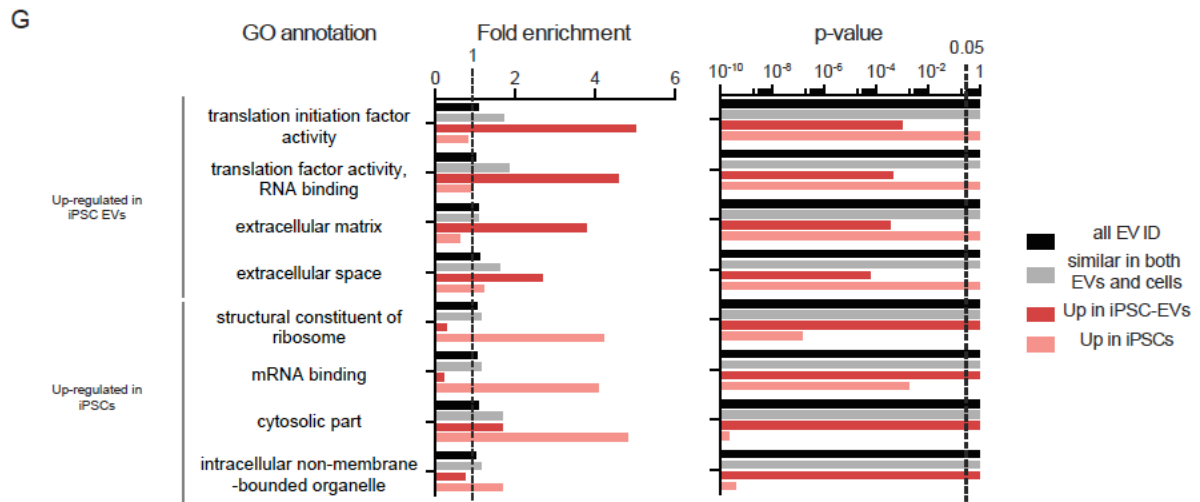 G
GO annotation
Fold enrichment
p-value
1
0.05
0 2 4 6
10⁻¹⁰ 10⁻⁸ 10⁻⁶ 10⁻⁴ 10⁻² 1
Up-regulated in
iPSC EVs
translation initiation factor
activity
translation factor activity,
RNA binding
extracellular matrix
extracellular space
Up-regulated in
iPSCs
structural constituent of
ribosome
mRNA binding
cytosolic part
intracellular non-membrane
-bounded organelle
all EV ID
similar in both
EVs and cells
Up in iPSC-EVs
Up in iPSCs